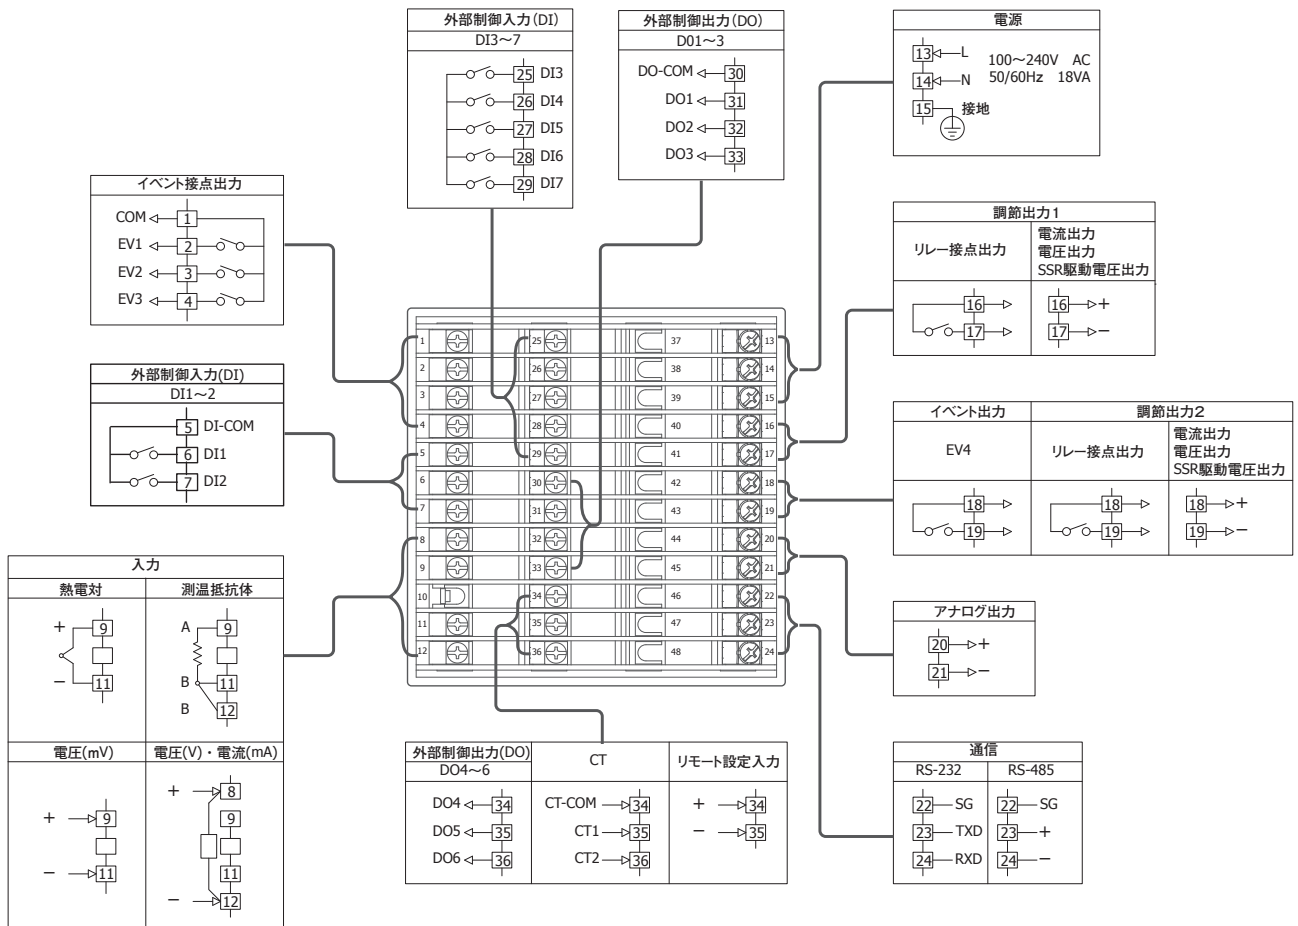 外部制御入力(DI)
DI3～7
25 DI3
26 DI4
27 DI5
28 DI6
29 DI7
外部制御出力(DO)
D01～3
DO-COM 30
DO1 31
DO2 32
DO3 33
電源
13 L
14 N
15 接地
100～240V AC
50/60Hz 18VA
イベント接点出力
COM 1
EV1 2
EV2 3
EV3 4
調節出力1
リレー接点出力
電流出力
電圧出力
SSR駆動電圧出力
16 16 +
17 17 −
外部制御入力(DI)
DI1～2
5 DI-COM
6 DI1
7 DI2
1 25 37 13
2 26 38 14
3 27 39 15
4 28 40 16
5 29 41 17
6 30 42 18
7 31 43 19
8 32 44 20
9 33 45 21
10 34 46 22
11 35 47 23
12 36 48 24
イベント出力 調節出力2
EV4
リレー接点出力
電流出力
電圧出力
SSR駆動電圧出力
18 18 18 +
19 19 19 −
入力
熱電対
+ 9
− 11
測温抵抗体
A 9
B 11
B 12
電圧(mV)
+ 9
− 11
電圧(V)・電流(mA)
+ 8
9
11
− 12
アナログ出力
20 +
21 −
外部制御出力(DO)
DO4～6
DO4 34
DO5 35
DO6 36
CT
CT-COM 34
CT1 35
CT2 36
リモート設定入力
+ 34
− 35
通信
RS-232 RS-485
22 SG 22 SG
23 TXD 23 +
24 RXD 24 −